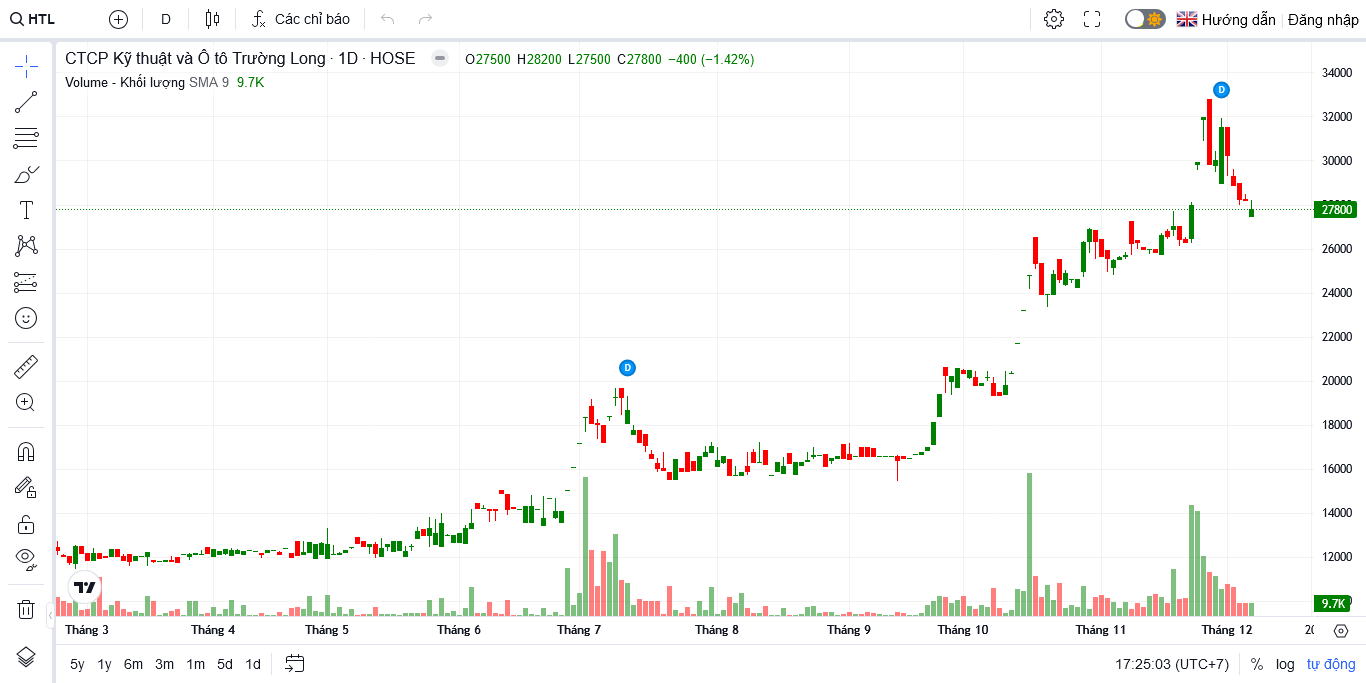 HTL D Các chỉ báo Hướng dẫn Đăng nhập
CTCP Kỹ thuật và Ô tô Trường Long · 1D · HOSE O27500 H28200 L27500 C27800 −400 (−1.42%)
Volume - Khối lượng SMA 9 9.7K
D
D
34000
32000
30000
27800
26000
24000
22000
20000
18000
16000
14000
12000
9.7K
Tháng 3 Tháng 4 Tháng 5 Tháng 6 Tháng 7 Tháng 8 Tháng 9 Tháng 10 Tháng 11 Tháng 12
5y 1y 6m 3m 1m 5d 1d 17:25:03 (UTC+7) % log tự động